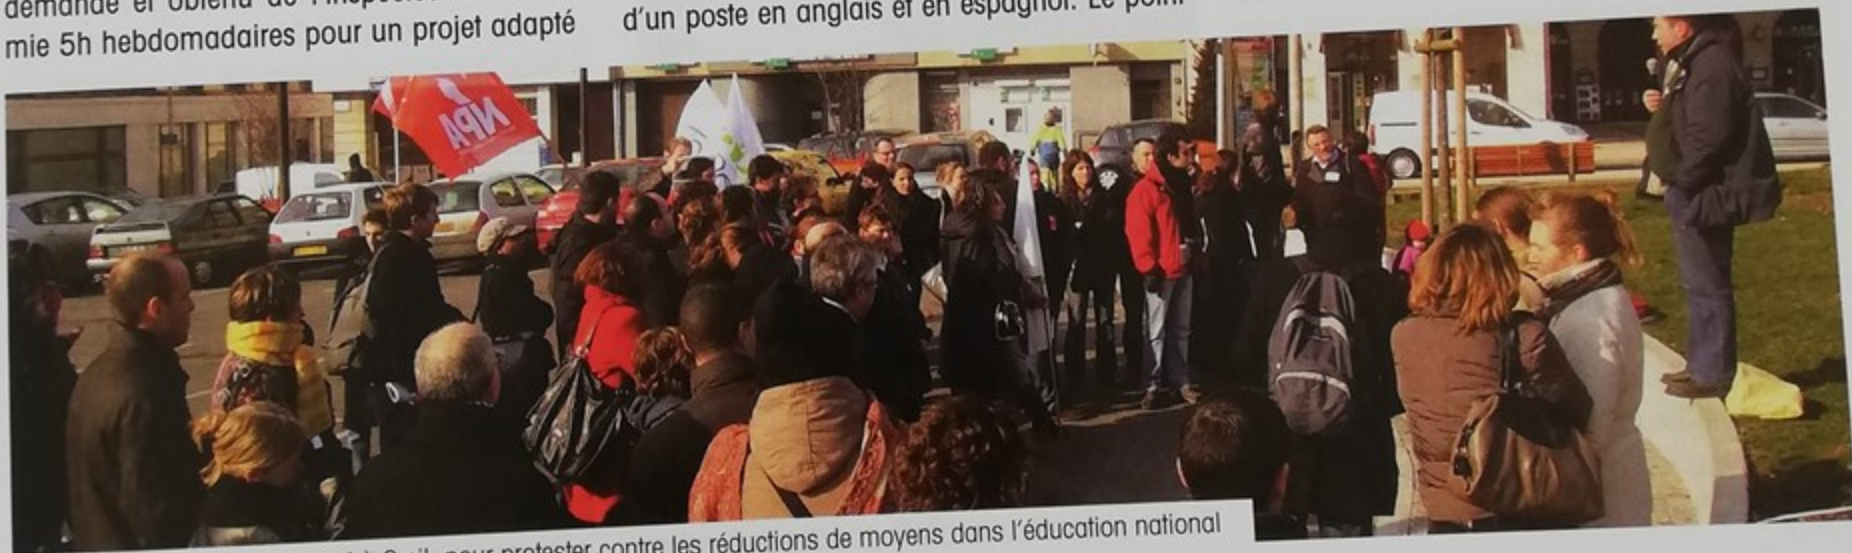 demande et obtenu de
mie 5h hebdomadaires pour un projet adapté
d'un poste en anglais et en espagnol. Le point
NPA
pour protester contre les réductions de moyens dans l'éducation national